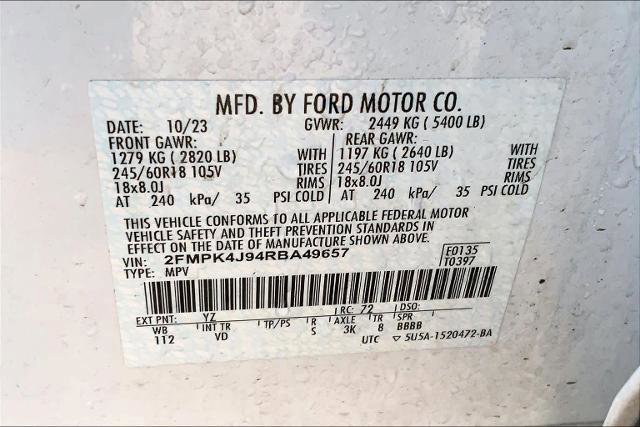 MFD. BY FORD MOTOR CO.
DATE: 10/23 GVWR: 2449 KG ( 5400 LB)
FRONT GAWR: REAR GAWR:
1279 KG ( 2820 LB) WITH 1197 KG ( 2640 LB) WITH
245/60R18 105V TIRES 245/60R18 105V TIRES
18x8.0J RIMS 18x8.0J RIMS
AT 240 kPa/ 35 PSI COLD AT 240 kPa/ 35 PSI COLD
THIS VEHICLE CONFORMS TO ALL APPLICABLE FEDERAL MOTOR
VEHICLE SAFETY AND THEFT PREVENTION STANDARDS IN
EFFECT ON THE DATE OF MANUFACTURE SHOWN ABOVE.
VIN: 2FMPK4J94RBA49657 E0135
TYPE: MPV T0397
EXT PNT: YZ RC: 72 DSO:
WB INT TR TP/PS R AXLE TR SPR
112 VD S 3K 8 BBBB
UTC ▽ 5U5A-1520472-BA